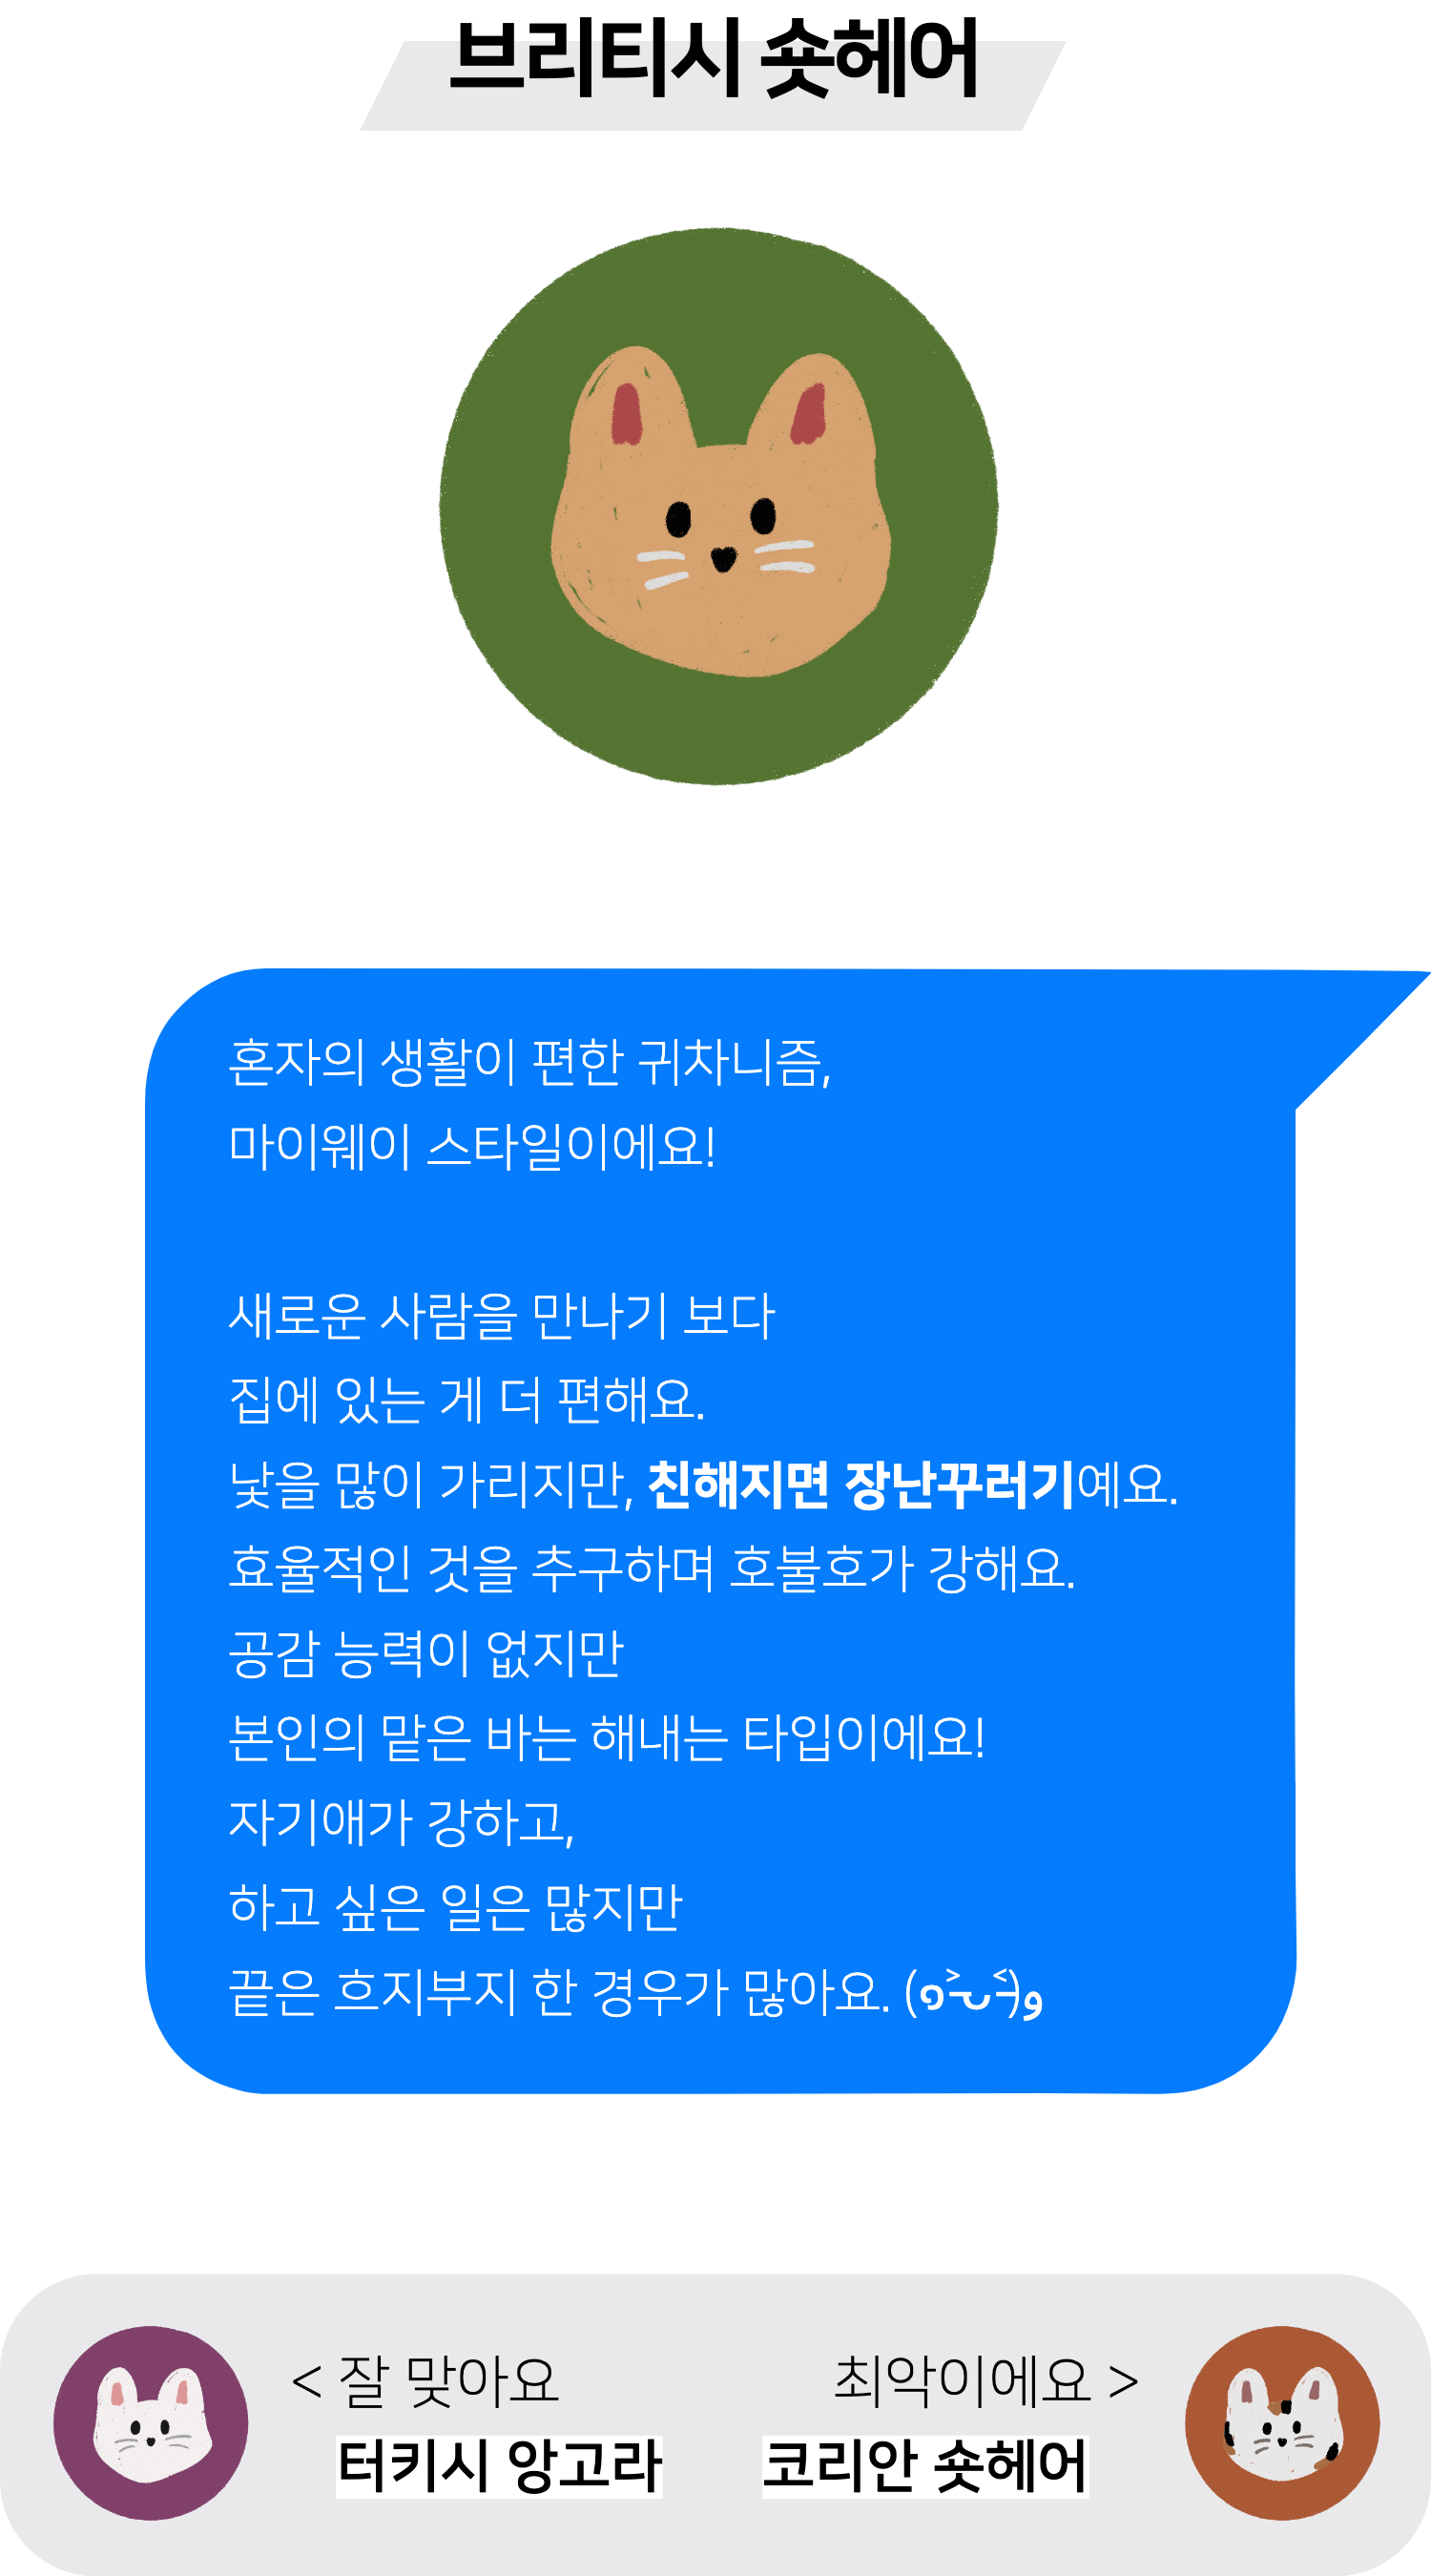 브리티시 숏헤어
혼자의 생활이 편한 귀차니즘,
마이웨이 스타일이에요!
새로운 사람을 만나기 보다
집에 있는 게 더 편해요.
낯을 많이 가리지만, 친해지면 장난꾸러기예요.
효율적인 것을 추구하며 호불호가 강해요.
공감 능력이 없지만
본인의 맡은 바는 해내는 타입이에요!
자기애가 강하고,
하고 싶은 일은 많지만
끝은 흐지부지 한 경우가 많아요. (ʚ˃̶᎑˂̶)و
< 잘 맞아요
터키시 앙고라
최악이에요 >
코리안 숏헤어